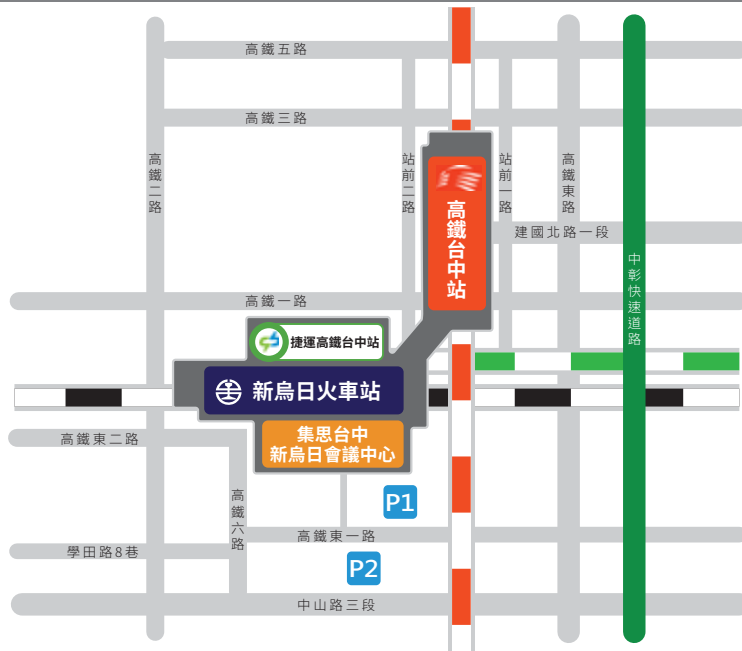 高鐵五路
高鐵三路
高鐵二路
站前二路
站前一路
高鐵東路
高鐵台中站
建國北路一段
中彰快速道路
高鐵一路
捷運高鐵台中站
新烏日火車站
集思台中
新烏日會議中心
高鐵東二路
高鐵六路
P1
高鐵東一路
學田路8巷
P2
中山路三段